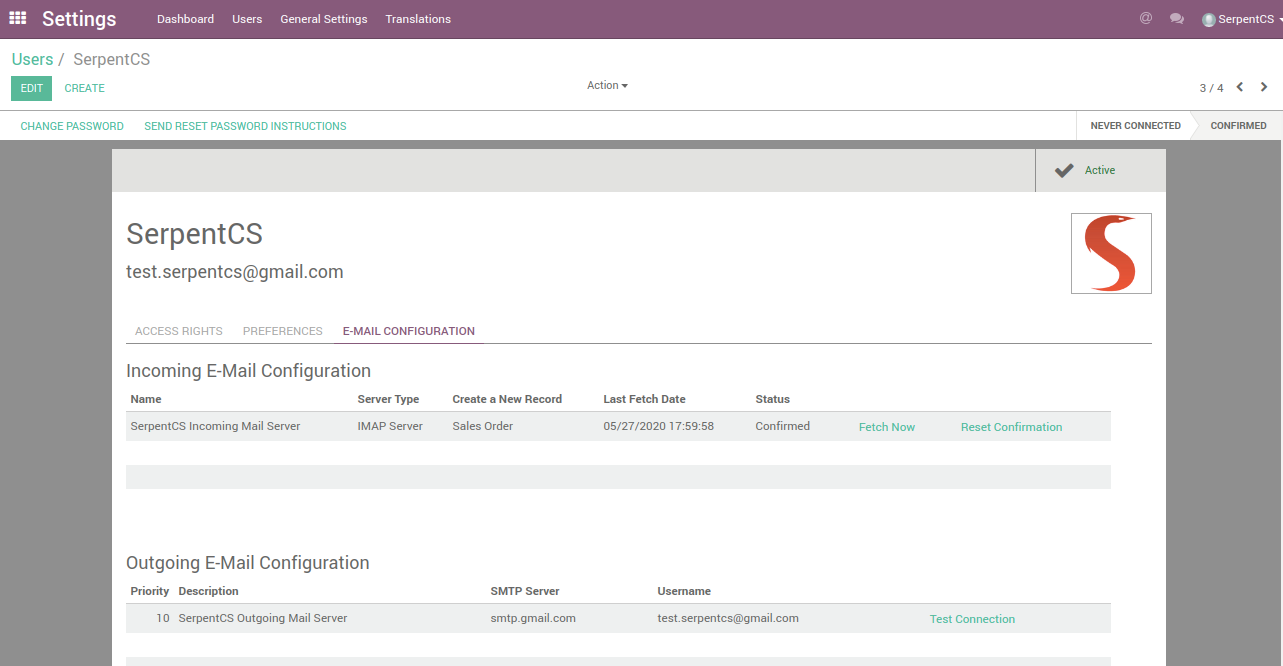 Settings Dashboard Users General Settings Translations @ SerpentCS
Users / SerpentCS
EDIT CREATE Action 3 / 4
CHANGE PASSWORD SEND RESET PASSWORD INSTRUCTIONS NEVER CONNECTED CONFIRMED
Active
SerpentCS
test.serpentcs@gmail.com
ACCESS RIGHTS PREFERENCES E-MAIL CONFIGURATION
Incoming E-Mail Configuration
Name Server Type Create a New Record Last Fetch Date Status
SerpentCS Incoming Mail Server IMAP Server Sales Order 05/27/2020 17:59:58 Confirmed Fetch Now Reset Confirmation
Outgoing E-Mail Configuration
Priority Description SMTP Server Username
10 SerpentCS Outgoing Mail Server smtp.gmail.com test.serpentcs@gmail.com Test Connection